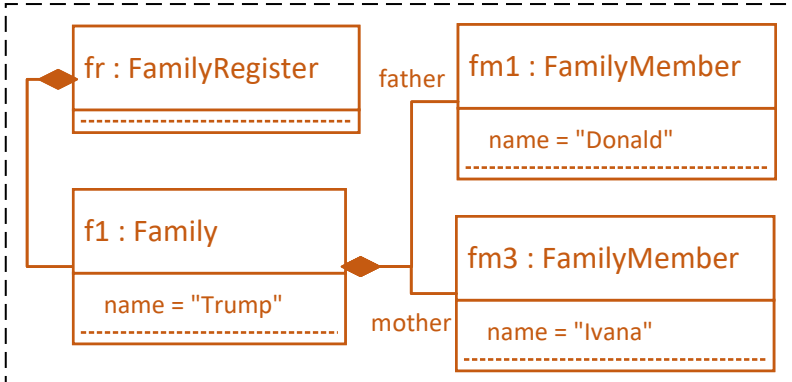 fr : FamilyRegister
f1 : Family
name = "Trump"
father
fm1 : FamilyMember
name = "Donald"
mother
fm3 : FamilyMember
name = "Ivana"